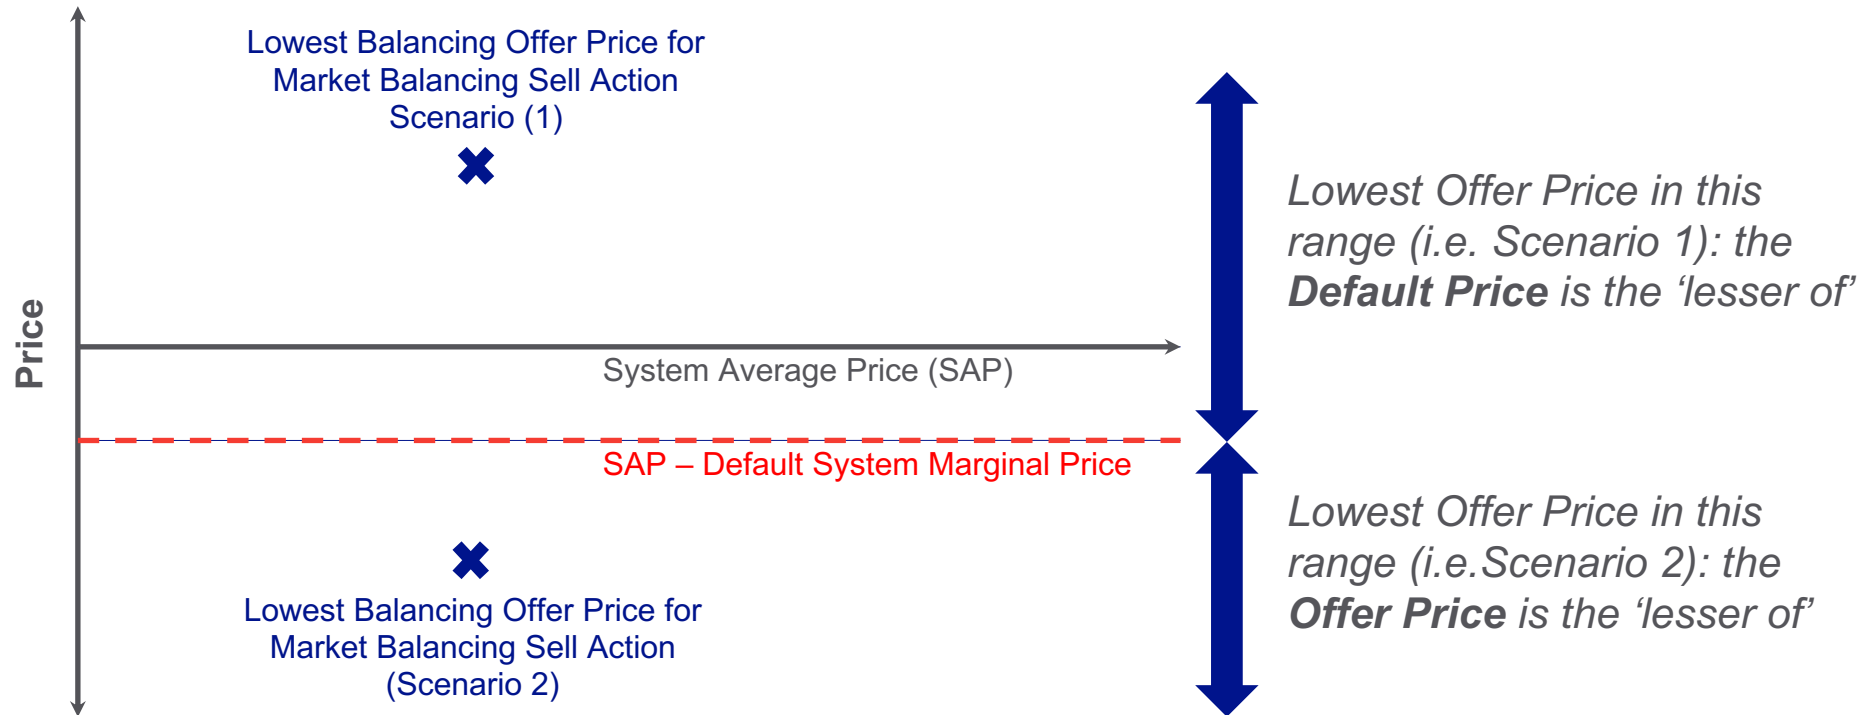 Lowest Balancing Offer Price for
Market Balancing Sell Action
Scenario (1)
Lowest Offer Price in this
range (i.e. Scenario 1): the
Default Price is the ‘lesser of’
Price
System Average Price (SAP)
SAP – Default System Marginal Price
Lowest Offer Price in this
range (i.e.Scenario 2): the
Offer Price is the ‘lesser of’
Lowest Balancing Offer Price for
Market Balancing Sell Action
(Scenario 2)